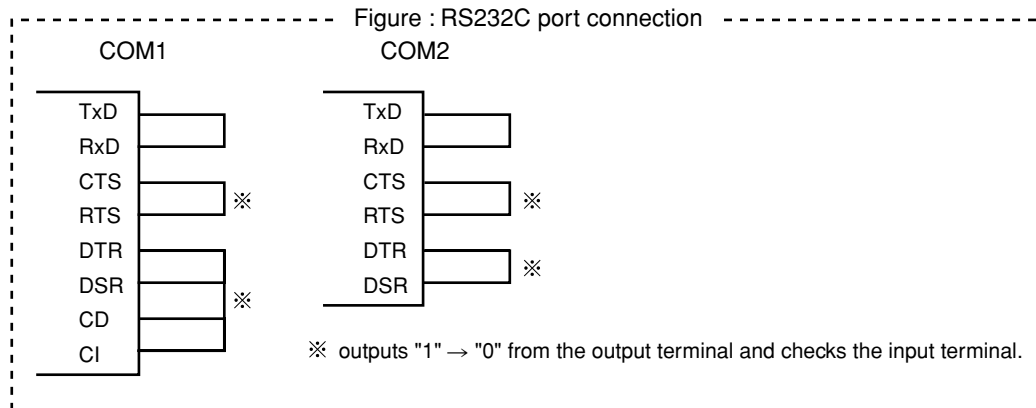 Figure : RS232C port connection
COM1
COM2
TxD
RxD
CTS
RTS
DTR
DSR
CD
CI
※
※
TxD
RxD
CTS
RTS
DTR
DSR
※
※
※ outputs "1" → "0" from the output terminal and checks the input terminal.